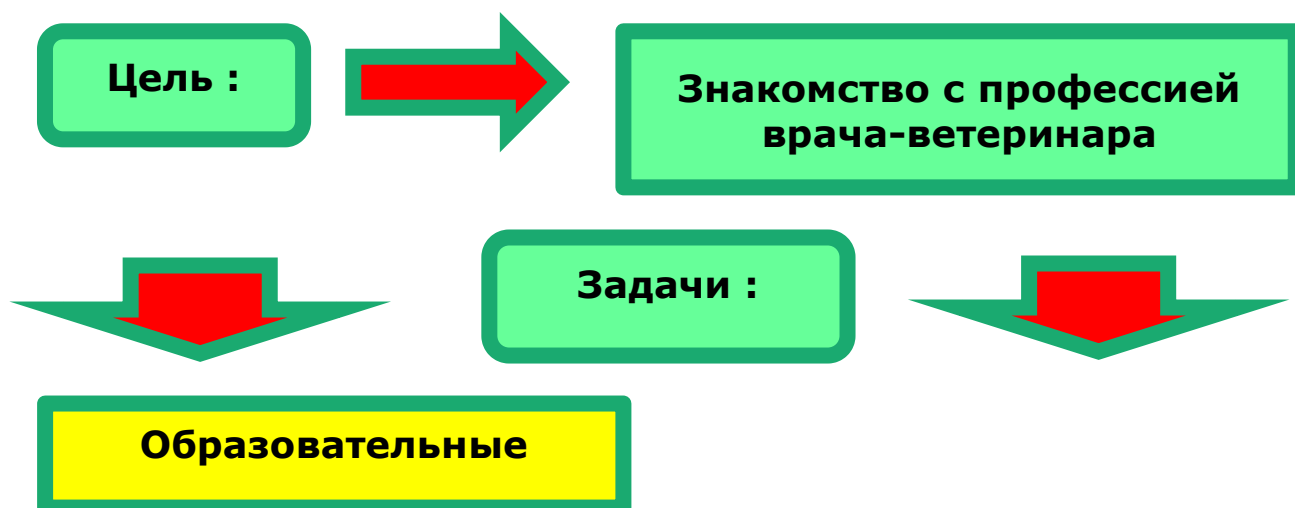 Цель :
Знакомство с профессией
врача-ветеринара
Задачи :
Образовательные